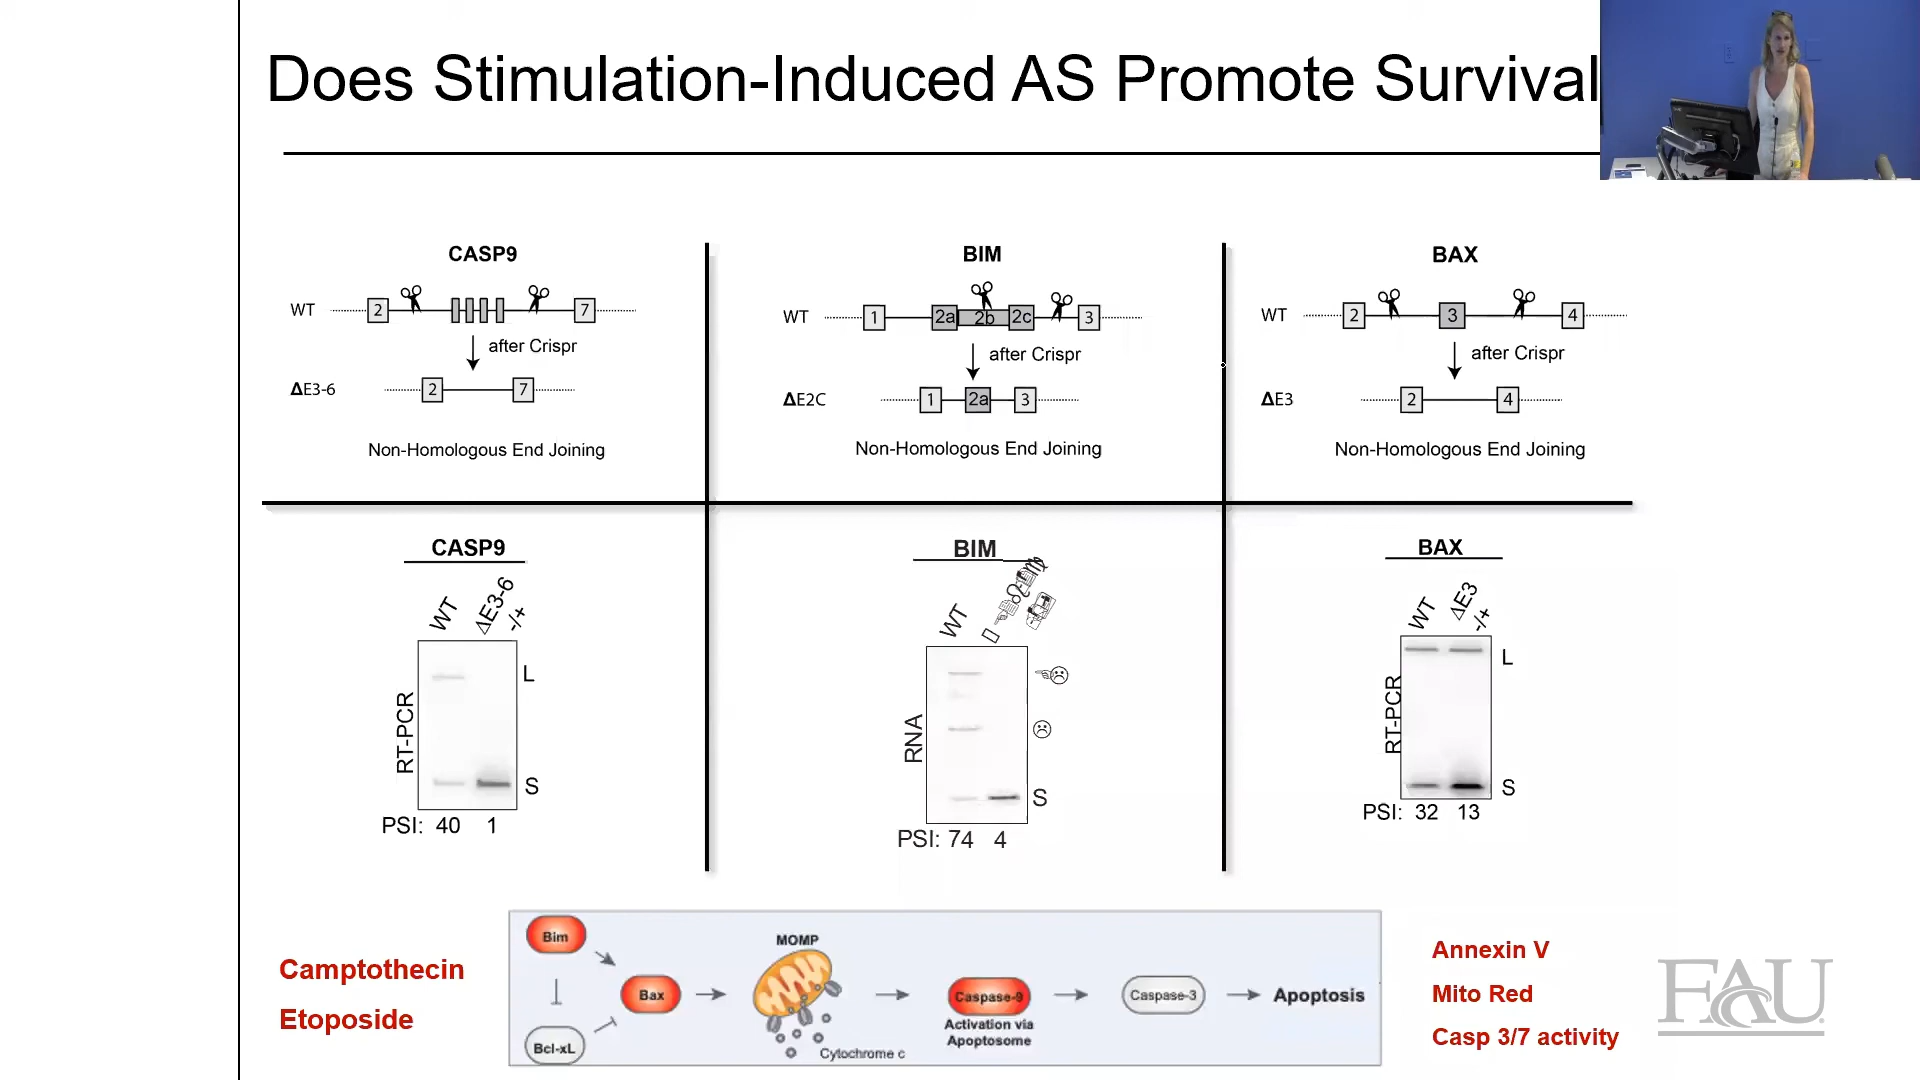 Does Stimulation-Induced AS Promote Survival
CASP9
WT 2 7
after Crispr
ΔE3-6 2 7
Non-Homologous End Joining
BIM
WT 1 2a 2b 2c 3
after Crispr
ΔE2C 1 2a 3
Non-Homologous End Joining
BAX
WT 2 3 4
after Crispr
ΔE3 2 4
Non-Homologous End Joining
CASP9
WT ΔE3-6 -/+
RT-PCR
L
S
PSI: 40 1
BIM
WT
RNA
S
PSI: 74 4
BAX
WT ΔE3 -/+
RT-PCR
L
S
PSI: 32 13
Camptothecin
Etoposide
Bim
Bcl-xL
Bax
MOMP
Cytochrome c
Caspase-9
Activation via
Apoptosome
Caspase-3
Apoptosis
Annexin V
Mito Red
Casp 3/7 activity
FAU